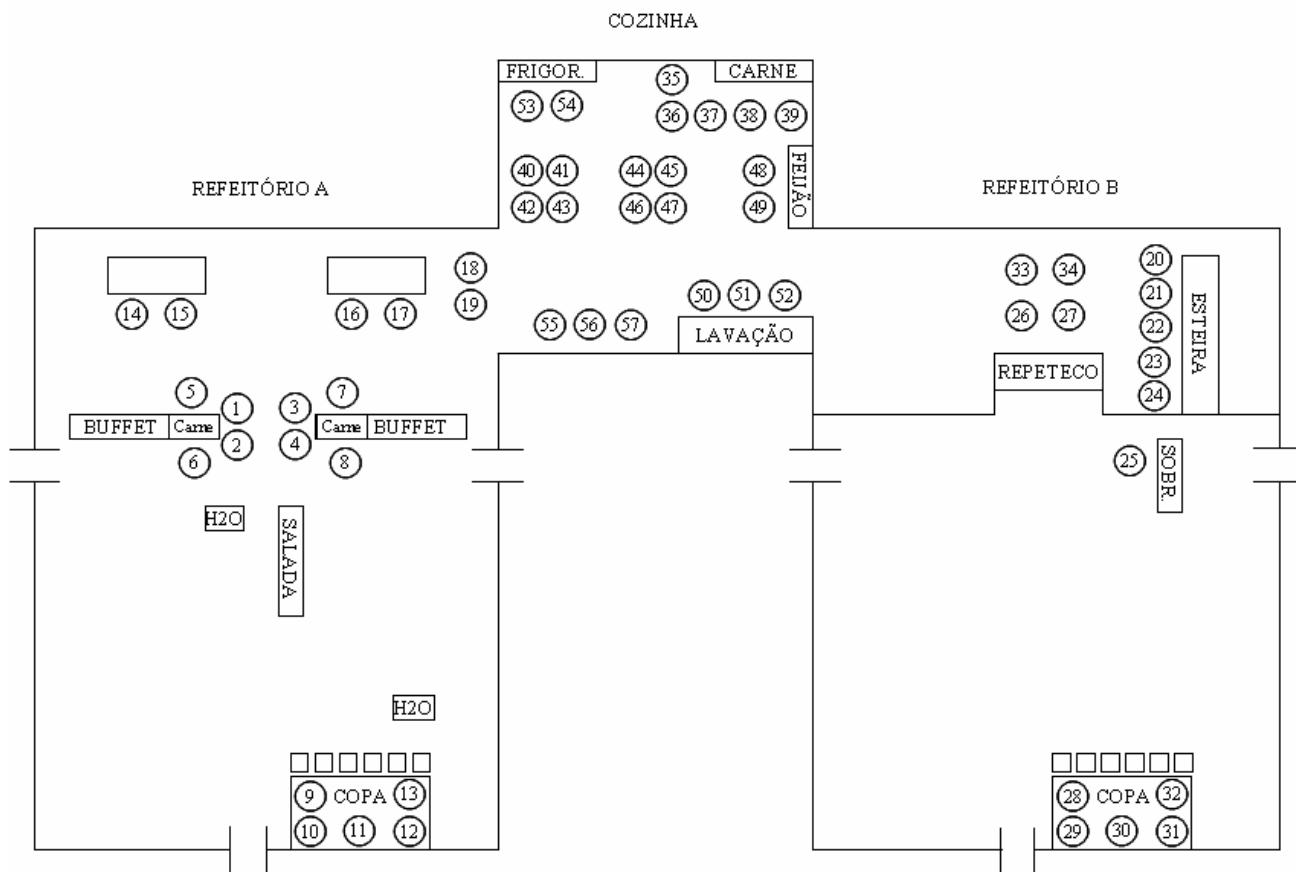 COZINHA
FRIGOR.
35
CARNE
53 54
36 37 38 39
REFEITÓRIO A
40 41
44 45
48
FEIJÃO
REFEITÓRIO B
42 43
46 47
49
14 15
16 17
18
19
55 56 57
50 51 52
LAVAÇÃO
33 34
26 27
REPETECO
20
21
22
23
24
ESTEIRA
5
1
3
7
BUFFET Carne
2
4
Carne BUFFET
6
8
25
SOBR.
H2O
SALADA
H2O
9 COPA 13
10 11 12
28 COPA 32
29 30 31